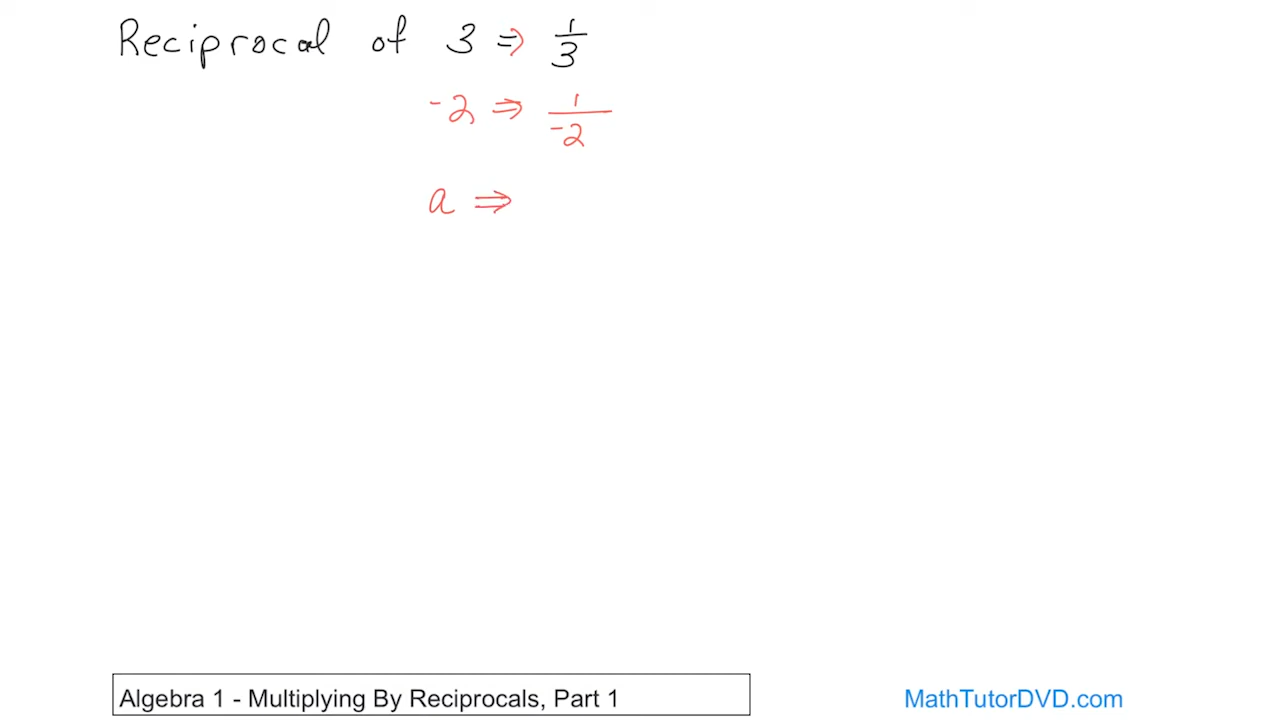 Reciprocal of 3 ⇒ 1/3
-2 ⇒ 1/-2
a ⇒
Algebra 1 - Multiplying By Reciprocals, Part 1
MathTutorDVD.com